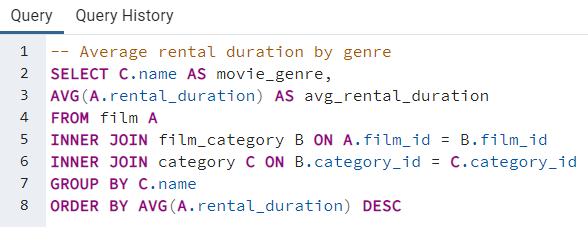 Query Query History
1 -- Average rental duration by genre
2 SELECT C.name AS movie_genre,
3 AVG(A.rental_duration) AS avg_rental_duration
4 FROM film A
5 INNER JOIN film_category B ON A.film_id = B.film_id
6 INNER JOIN category C ON B.category_id = C.category_id
7 GROUP BY C.name
8 ORDER BY AVG(A.rental_duration) DESC